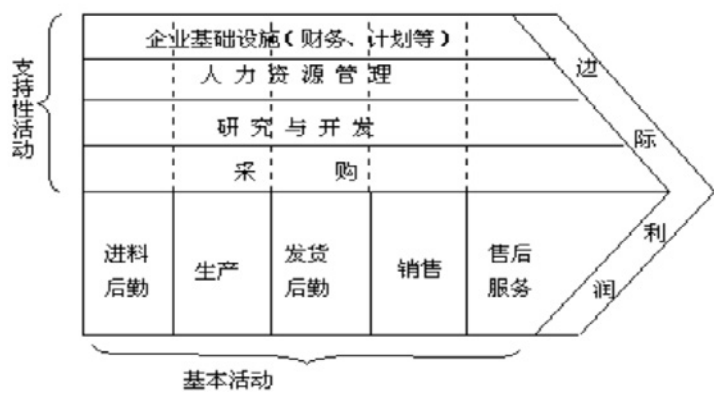 支持性活动
企业基础设施（财务、计划等）
人力资源管理
研究与开发
采购
进料
后勤
生产
发货
后勤
销售
售后
服务
边际利润
基本活动